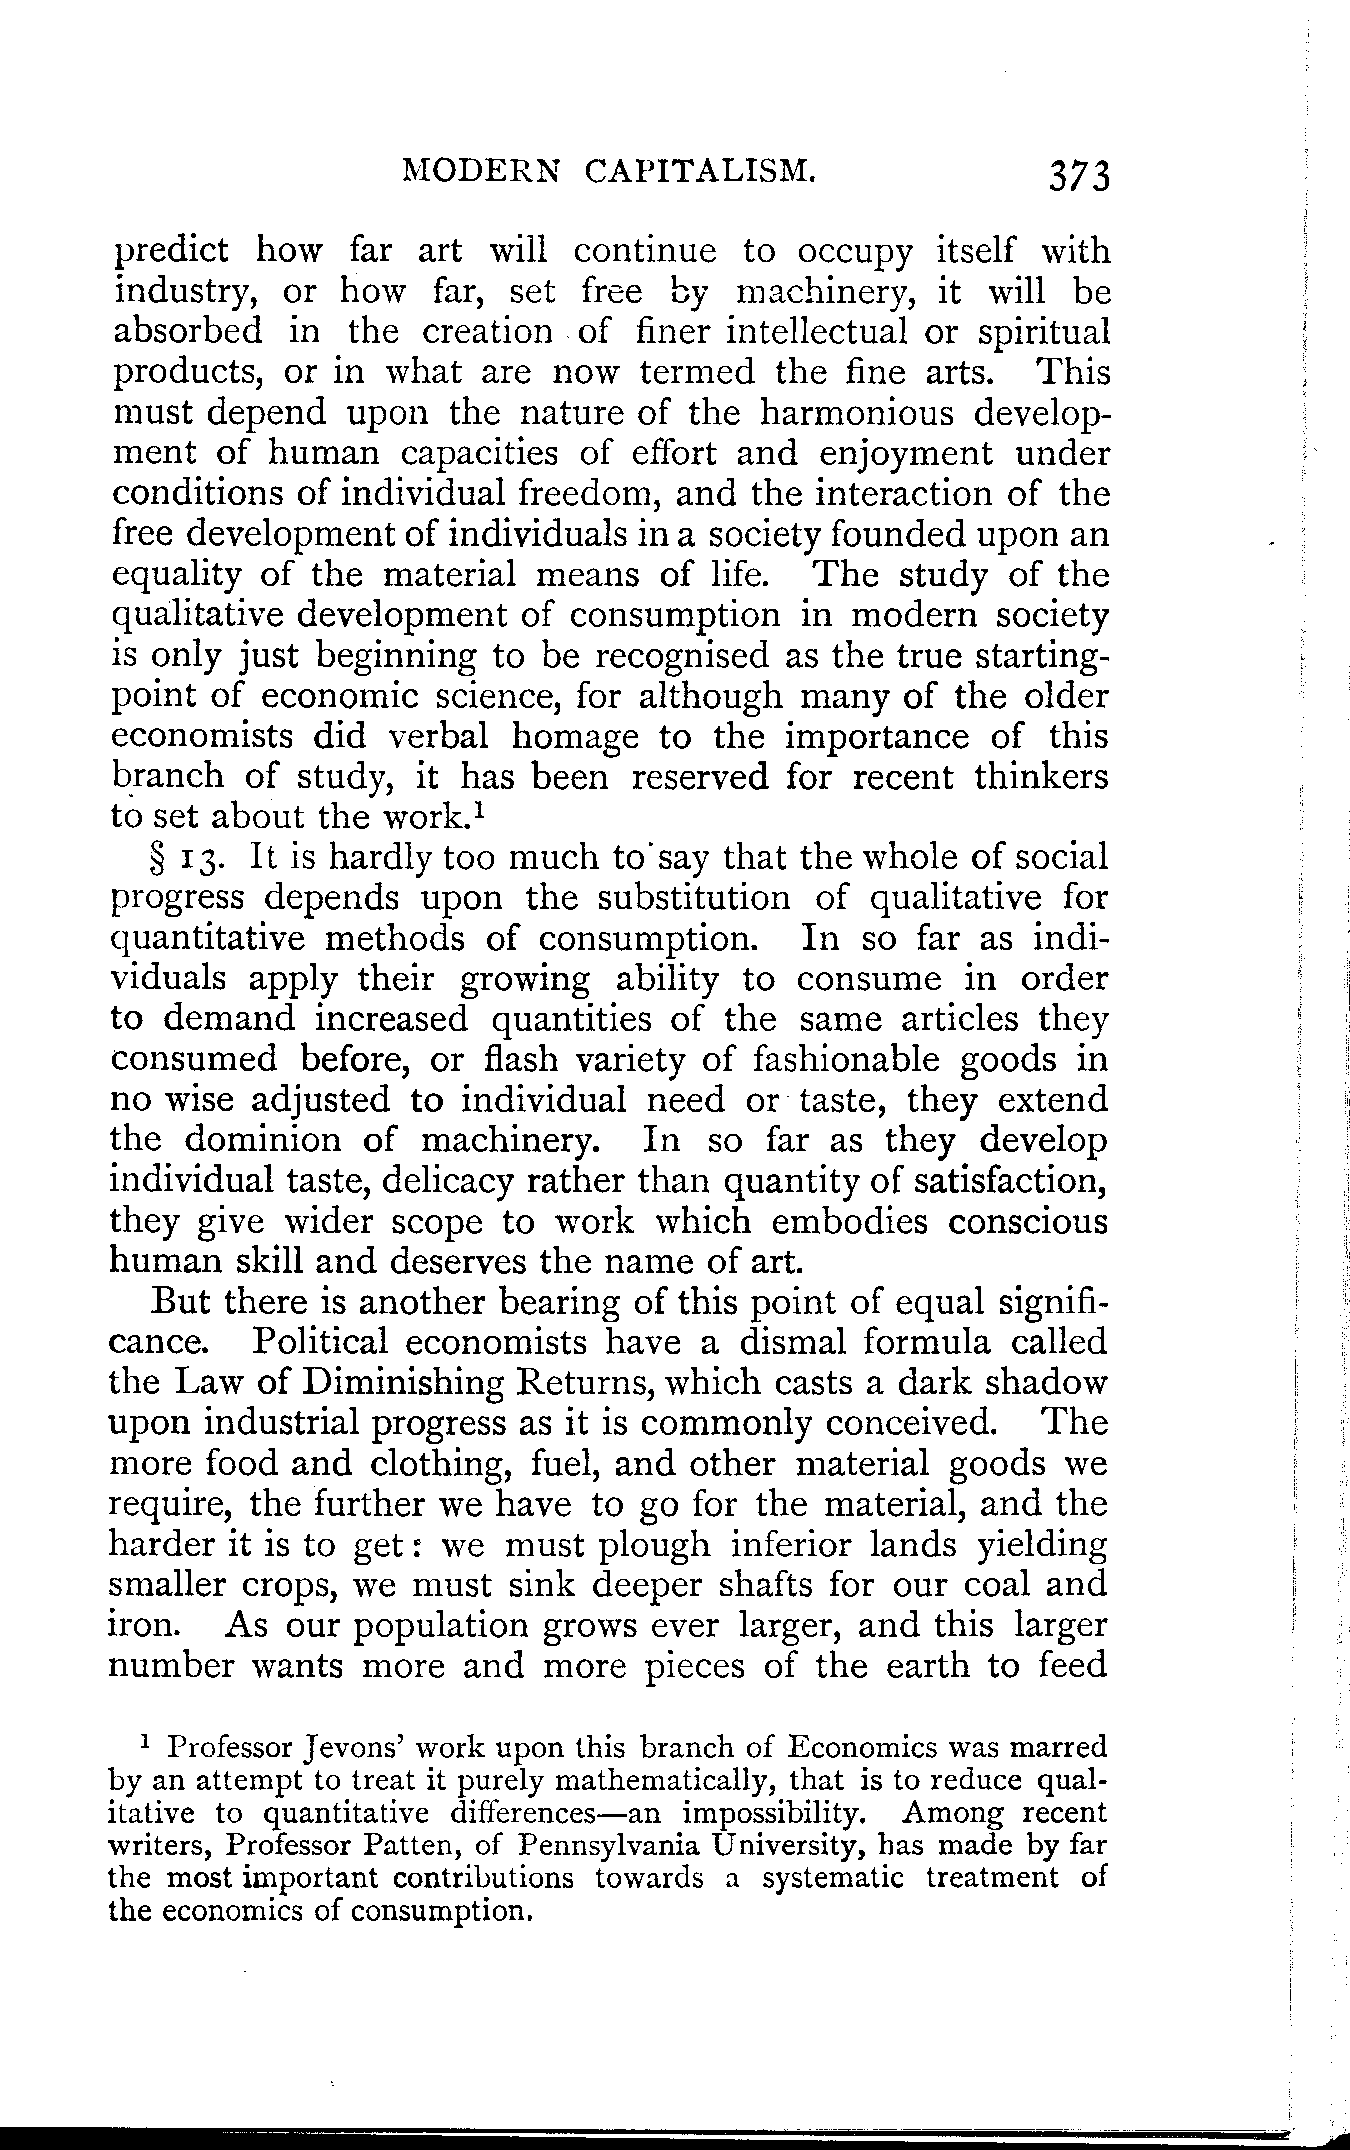 MODERN CAPITALISM. 373
predict how far art will continue to occupy itself with
industry, or how far, set free by machinery, it will be
absorbed in the creation of finer intellectual or spiritual
products, or in what are now termed the fine arts. This
must depend upon the nature of the harmonious develop-
ment of human capacities of effort and enjoyment under
conditions of individual freedom, and the interaction of the
free development of individuals in a society founded upon an
equality of the material means of life. The study of the
qualitative development of consumption in modern society
is only just beginning to be recognised as the true starting-
point of economic science, for although many of the older
economists did verbal homage to the importance of this
branch of study, it has been reserved for recent thinkers
to set about the work.¹
§ 13. It is hardly too much to say that the whole of social
progress depends upon the substitution of qualitative for
quantitative methods of consumption. In so far as indi-
viduals apply their growing ability to consume in order
to demand increased quantities of the same articles they
consumed before, or flash variety of fashionable goods in
no wise adjusted to individual need or taste, they extend
the dominion of machinery. In so far as they develop
individual taste, delicacy rather than quantity of satisfaction,
they give wider scope to work which embodies conscious
human skill and deserves the name of art.
But there is another bearing of this point of equal signifi-
cance. Political economists have a dismal formula called
the Law of Diminishing Returns, which casts a dark shadow
upon industrial progress as it is commonly conceived. The
more food and clothing, fuel, and other material goods we
require, the further we have to go for the material, and the
harder it is to get: we must plough inferior lands yielding
smaller crops, we must sink deeper shafts for our coal and
iron. As our population grows ever larger, and this larger
number wants more and more pieces of the earth to feed
¹ Professor Jevons' work upon this branch of Economics was marred
by an attempt to treat it purely mathematically, that is to reduce qual-
itative to quantitative differences—an impossibility. Among recent
writers, Professor Patten, of Pennsylvania University, has made by far
the most important contributions towards a systematic treatment of
the economics of consumption.